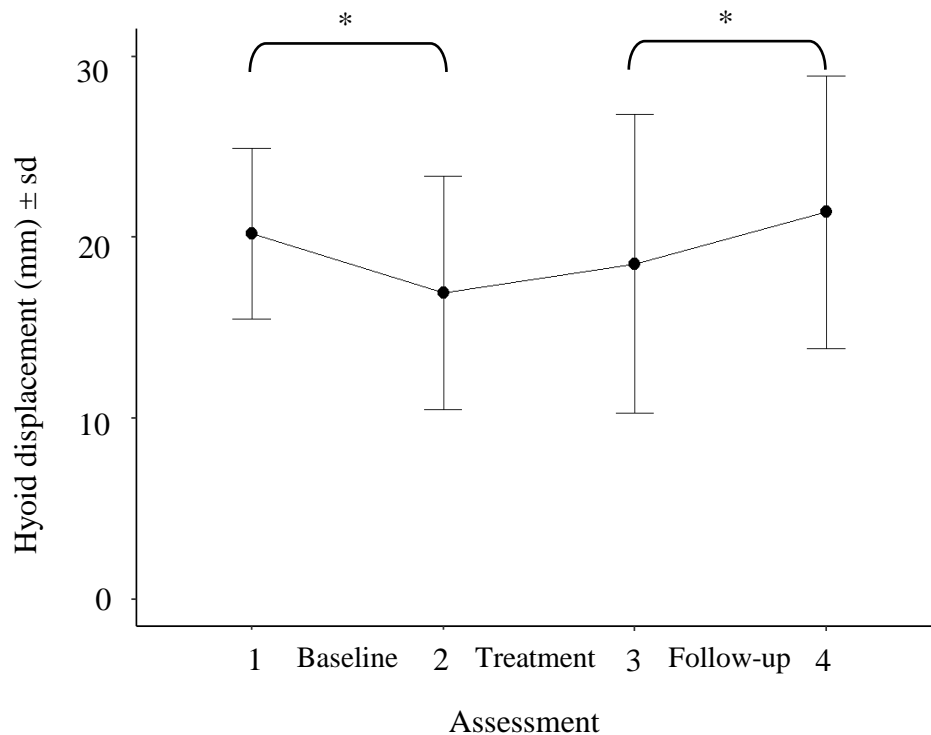 * *
30
20
10
0
Hyoid displacement (mm) ± sd
1 Baseline 2 Treatment 3 Follow-up 4
Assessment